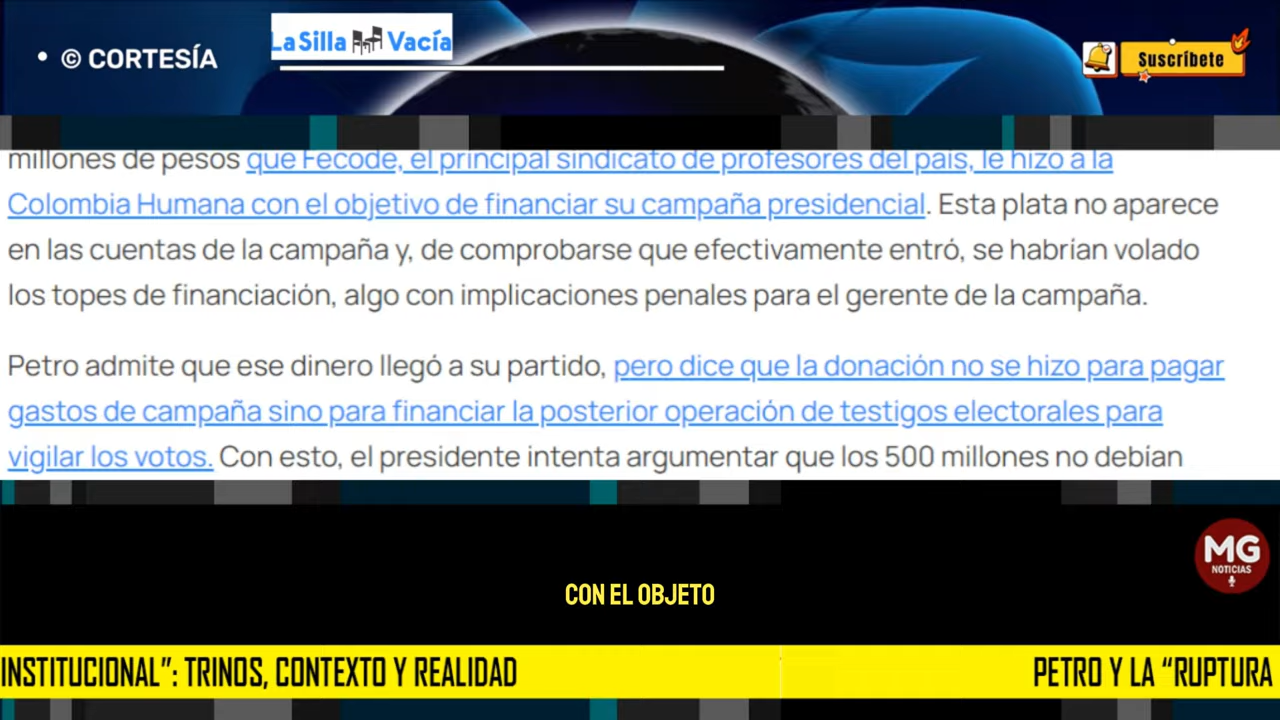 • © CORTESÍA
La Silla Vacía
Suscríbete
millones de pesos que Fecode, el principal sindicato de profesores del país, le hizo a la
Colombia Humana con el objetivo de financiar su campaña presidencial. Esta plata no aparece
en las cuentas de la campaña y, de comprobarse que efectivamente entró, se habrían volado
los topes de financiación, algo con implicaciones penales para el gerente de la campaña.
Petro admite que ese dinero llegó a su partido, pero dice que la donación no se hizo para pagar
gastos de campaña sino para financiar la posterior operación de testigos electorales para
vigilar los votos. Con esto, el presidente intenta argumentar que los 500 millones no debían
MG
NOTICIAS
CON EL OBJETO
INSTITUCIONAL”: TRINOS, CONTEXTO Y REALIDAD
PETRO Y LA “RUPTURA